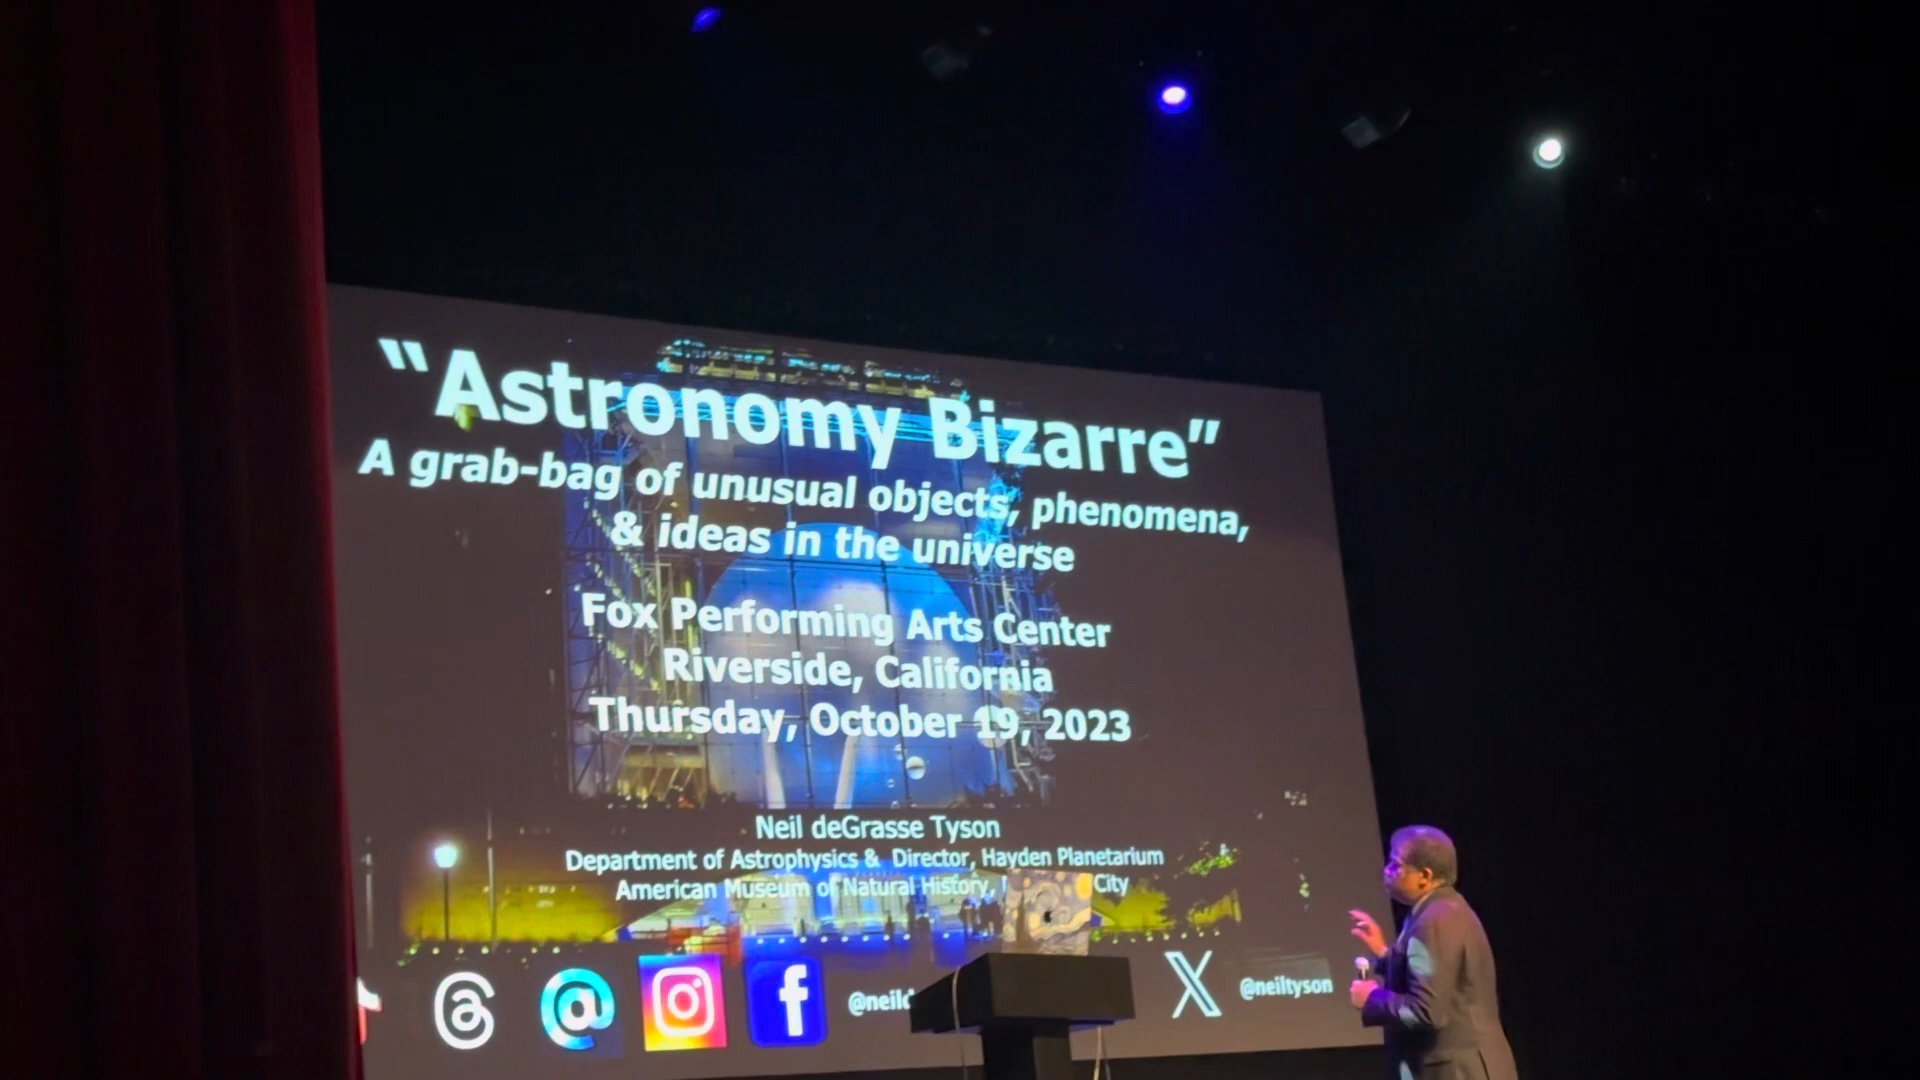 “Astronomy Bizarre”
A grab-bag of unusual objects, phenomena,
& ideas in the universe
Fox Performing Arts Center
Riverside, California
Thursday, October 19, 2023
Neil deGrasse Tyson
Department of Astrophysics & Director, Hayden Planetarium
American Museum of Natural History, City
@neild
@neiltyson